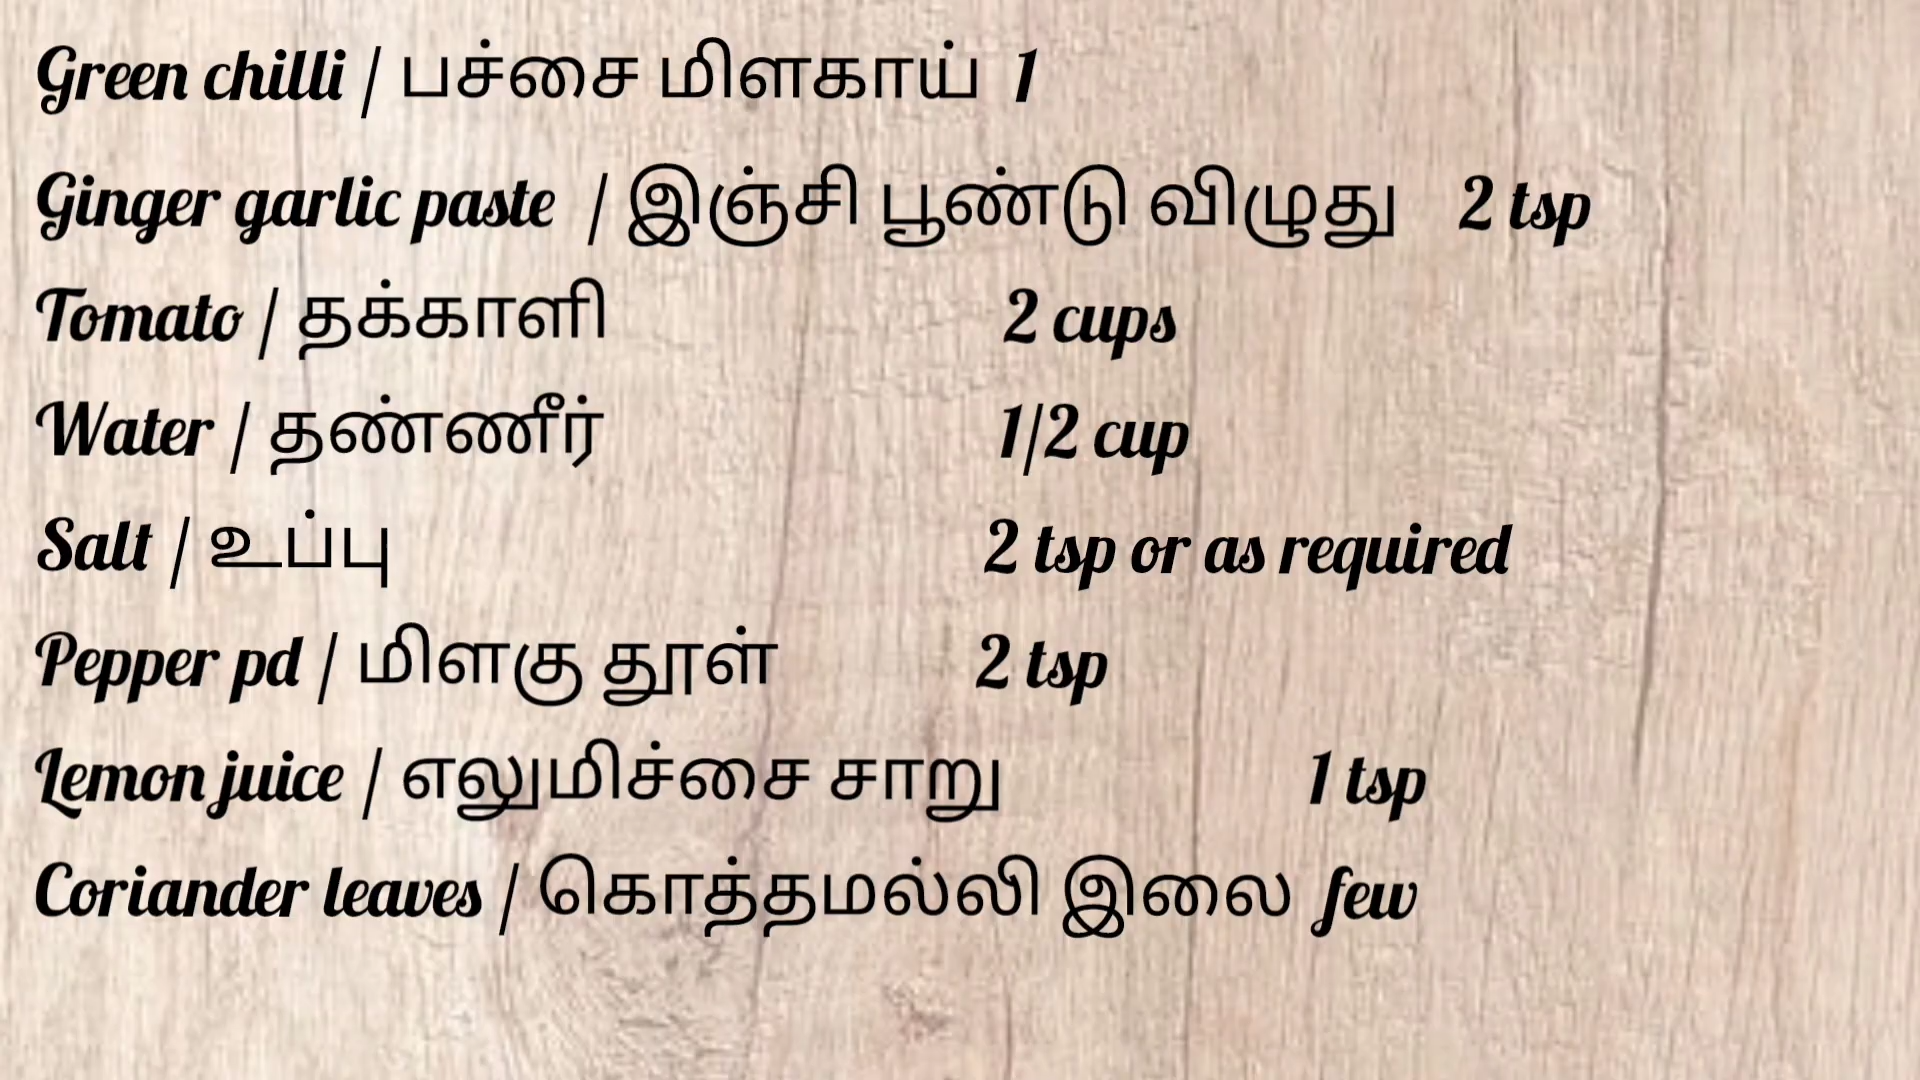 Green chilli / பச்சை மிளகாய் 1
Ginger garlic paste / இஞ்சி பூண்டு விழுது 2 tsp
Tomato / தக்காளி 2 cups
Water / தண்ணீர் 1/2 cup
Salt / உப்பு 2 tsp or as required
Pepper pd / மிளகு தூள் 2 tsp
Lemon juice / எலுமிச்சை சாறு 1 tsp
Coriander leaves / கொத்தமல்லி இலை few